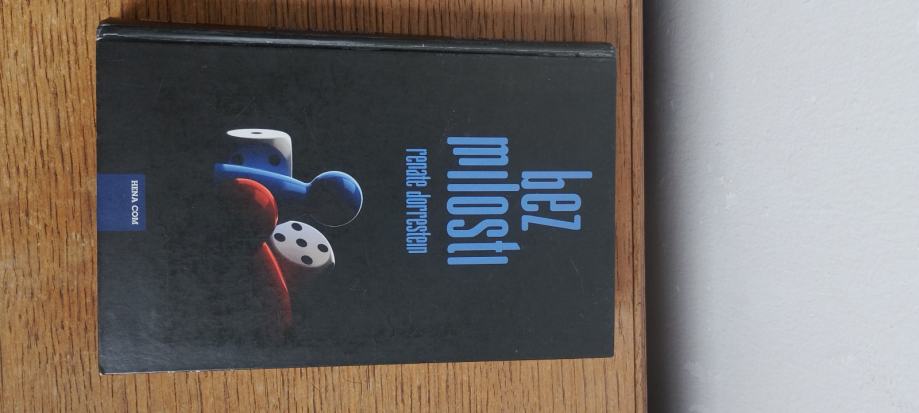 bez
milosti
renate dorrestein
HENA COM